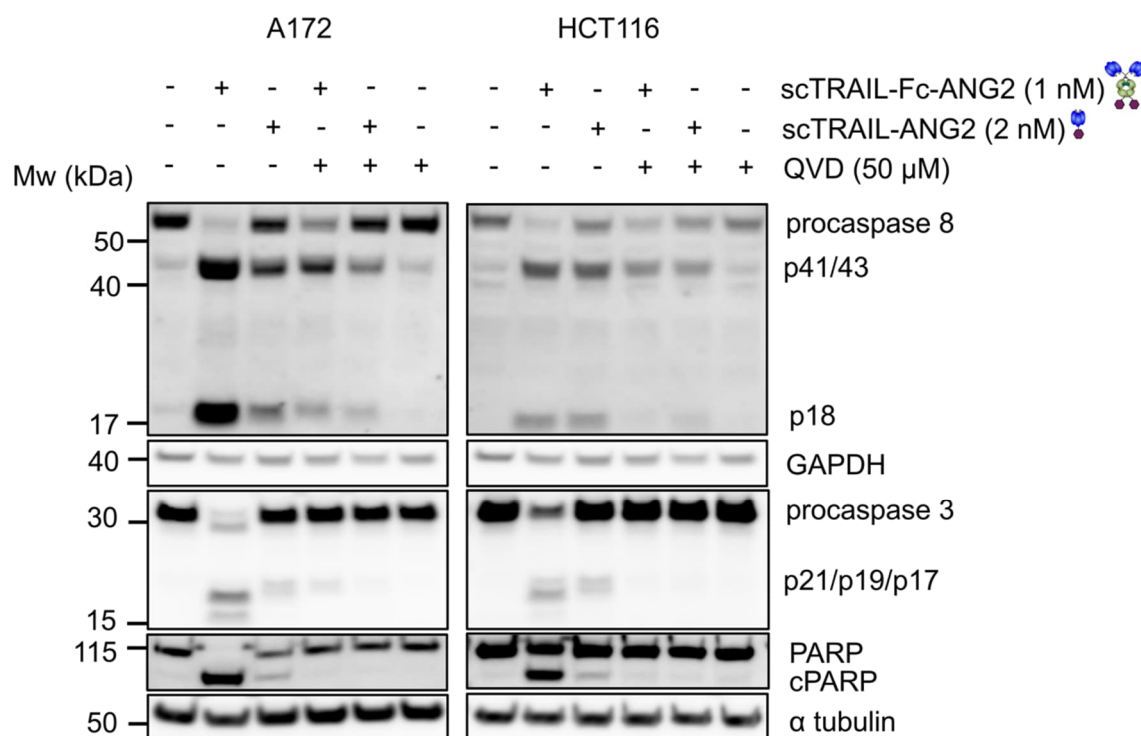 A172 HCT116
- + - + - - - + - + - - scTRAIL-Fc-ANG2 (1 nM)
- - + - + - - - + - + - scTRAIL-ANG2 (2 nM)
Mw (kDa) - - - + + + - - - + + + QVD (50 µM)
procaspase 8
50
p41/43
40
p18
17
40 GAPDH
30 procaspase 3
p21/p19/p17
15
115 PARP
cPARP
50 α tubulin